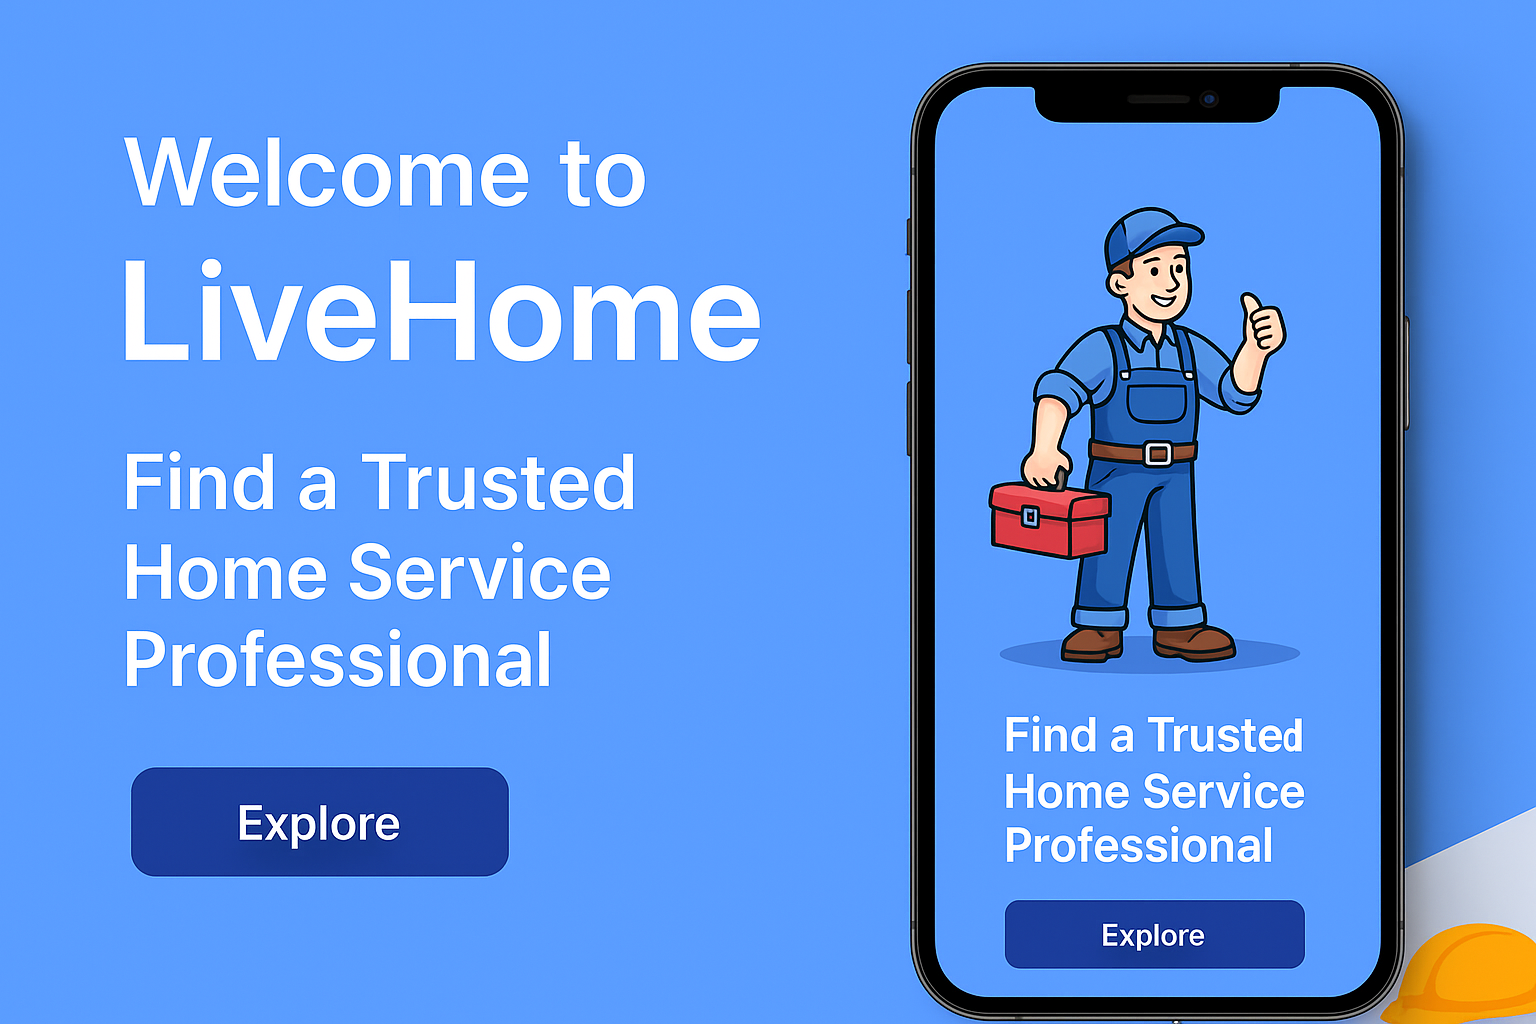 Welcome to
LiveHome
Find a Trusted
Home Service
Professional
Explore
Find a Trusted
Home Service
Professional
Explore